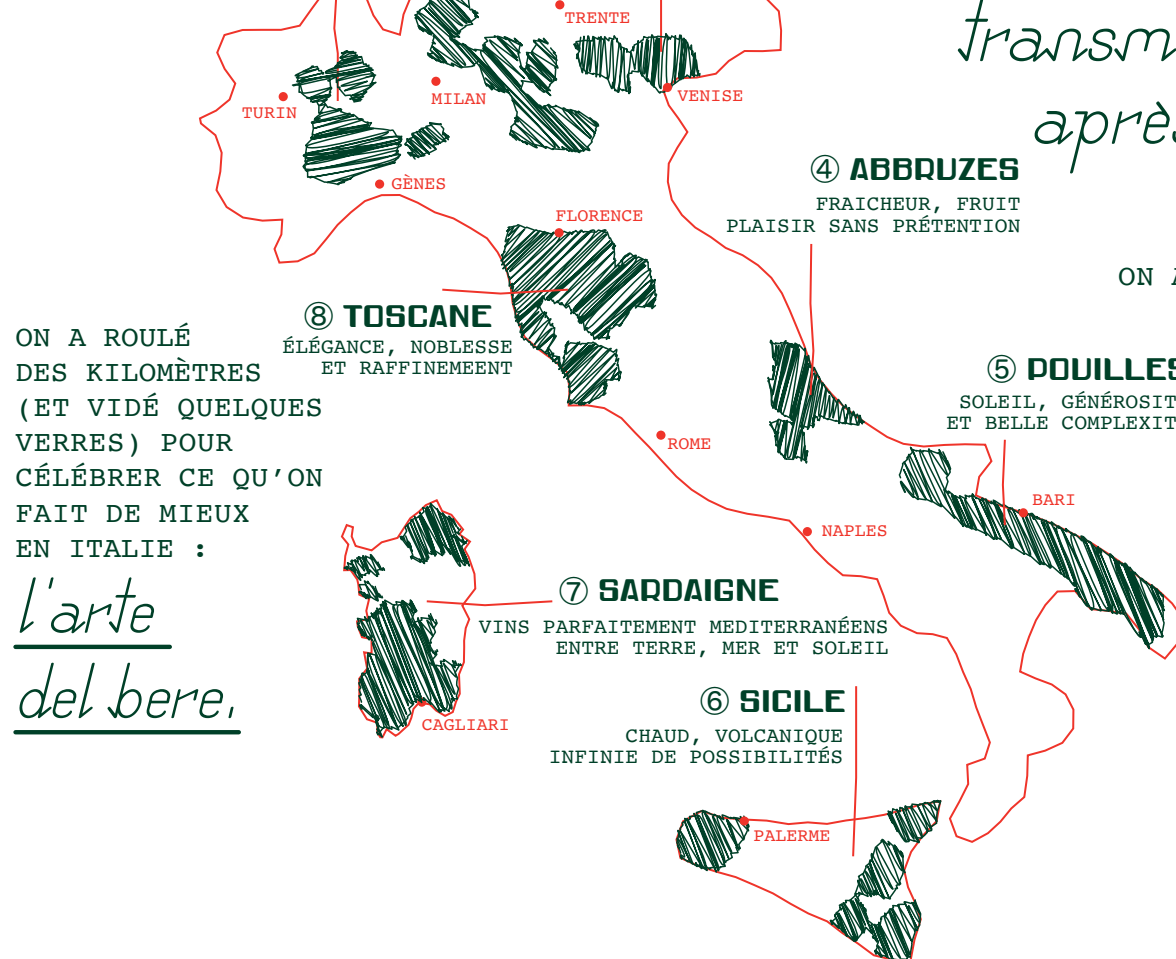 transm
après
TRENTE
MILAN
VENISE
TURIN
GÈNES
④ ABBRUZES
FRAICHEUR, FRUIT
PLAISIR SANS PRÉTENTION
FLORENCE
ON A
⑧ TOSCANE
ÉLÉGANCE, NOBLESSE
ET RAFFINEMEENT
ON A ROULÉ
DES KILOMÈTRES
(ET VIDÉ QUELQUES
VERRES) POUR
CÉLÉBRER CE QU’ON
FAIT DE MIEUX
EN ITALIE :
l'arte
del bere.
⑤ POUILLES
SOLEIL, GÉNÉROSIT
ET BELLE COMPLEXIT
ROME
BARI
NAPLES
⑦ SARDAIGNE
VINS PARFAITEMENT MEDITERRANÉENS
ENTRE TERRE, MER ET SOLEIL
CAGLIARI
⑥ SICILE
CHAUD, VOLCANIQUE
INFINIE DE POSSIBILITÉS
PALERME